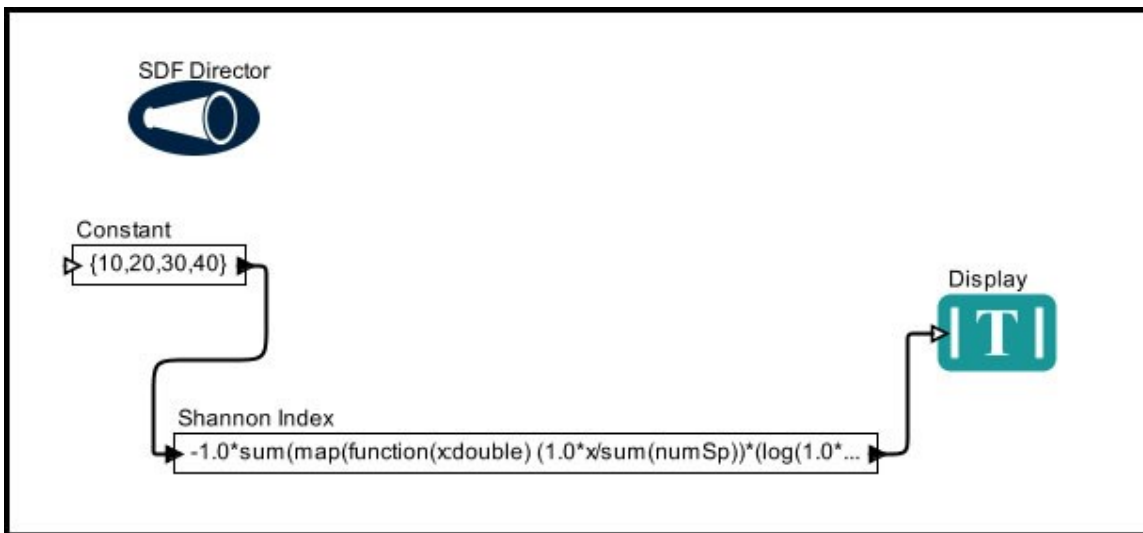 SDF Director
Constant
{10,20,30,40}
Display
T
Shannon Index
-1.0*sum(map(function(x:double) (1.0*x/sum(numSp))*(log(1.0*...